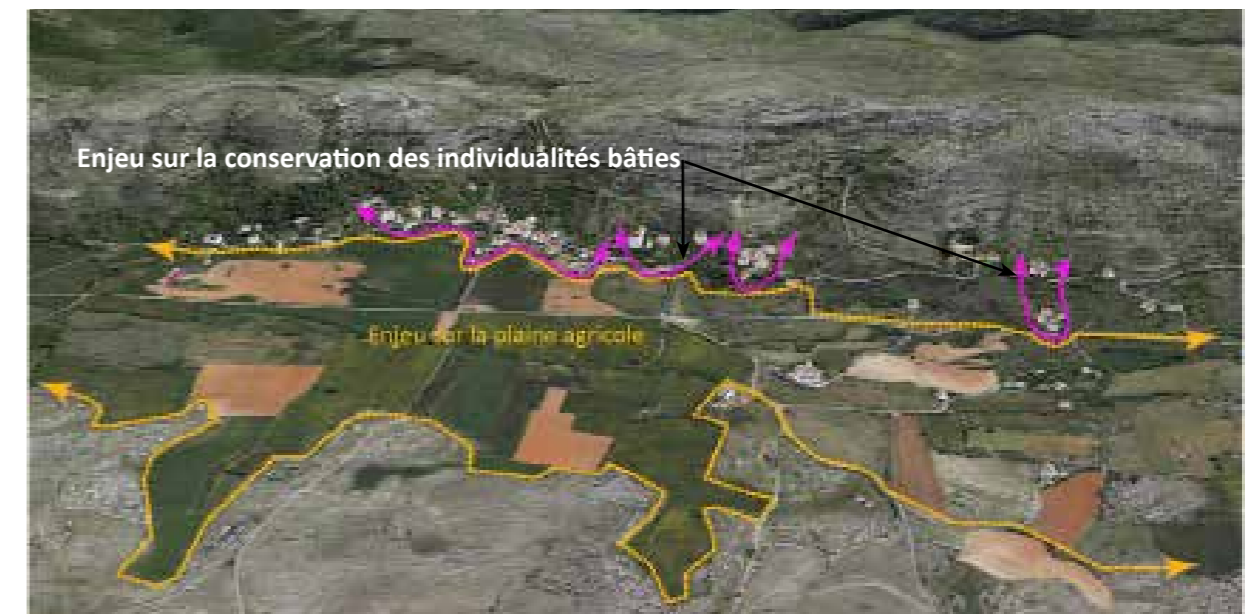 Enjeu sur la conservation des individualités bâties
Enjeu sur la plaine agricole